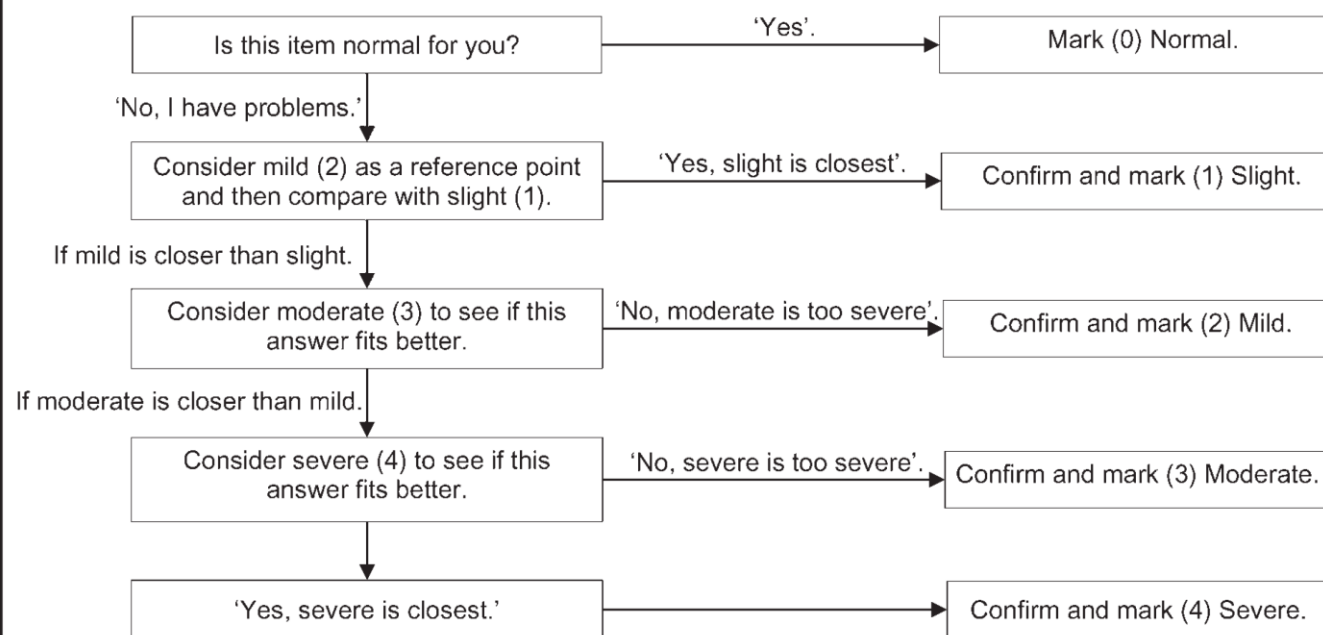 Is this item normal for you?
‘Yes’.
Mark (0) Normal.
‘No, I have problems.’
Consider mild (2) as a reference point
and then compare with slight (1).
‘Yes, slight is closest’.
Confirm and mark (1) Slight.
If mild is closer than slight.
Consider moderate (3) to see if this
answer fits better.
‘No, moderate is too severe’.
Confirm and mark (2) Mild.
If moderate is closer than mild.
Consider severe (4) to see if this
answer fits better.
‘No, severe is too severe’.
Confirm and mark (3) Moderate.
‘Yes, severe is closest.’
Confirm and mark (4) Severe.